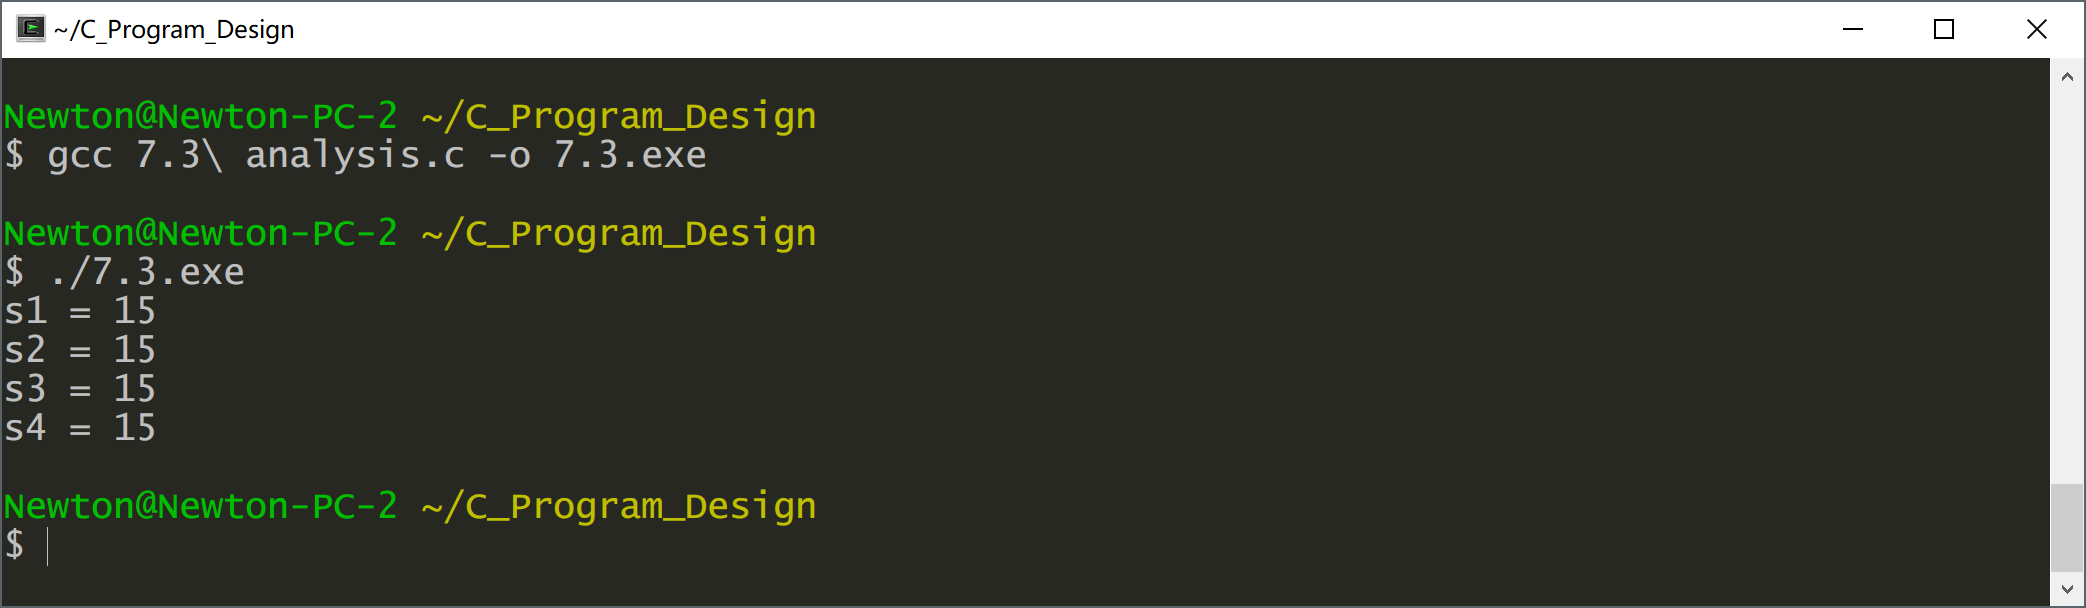 ~/C_Program_Design
Newton@Newton-PC-2 ~/C_Program_Design
$ gcc 7.3\ analysis.c -o 7.3.exe
Newton@Newton-PC-2 ~/C_Program_Design
$ ./7.3.exe
s1 = 15
s2 = 15
s3 = 15
s4 = 15
Newton@Newton-PC-2 ~/C_Program_Design
$